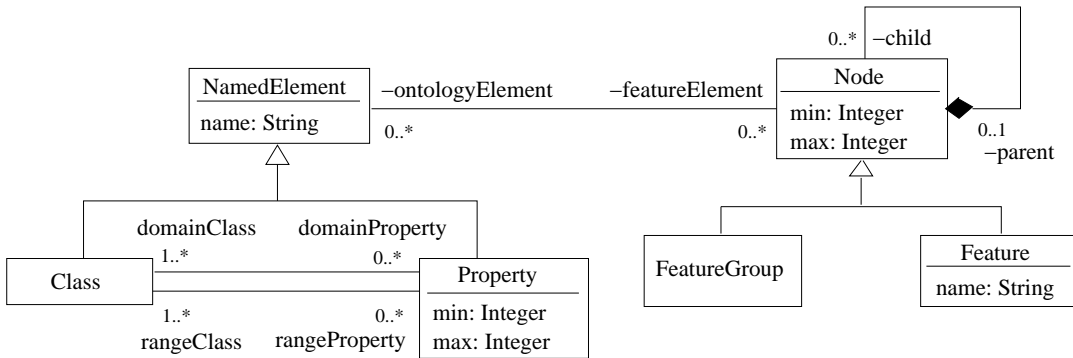 0..* −child
NamedElement
name: String
−ontologyElement
0..*
−featureElement
0..*
Node
min: Integer
max: Integer
0..1
−parent
domainClass
1..*
domainProperty
0..*
Class
1..*
rangeClass
0..*
rangeProperty
Property
min: Integer
max: Integer
FeatureGroup
Feature
name: String